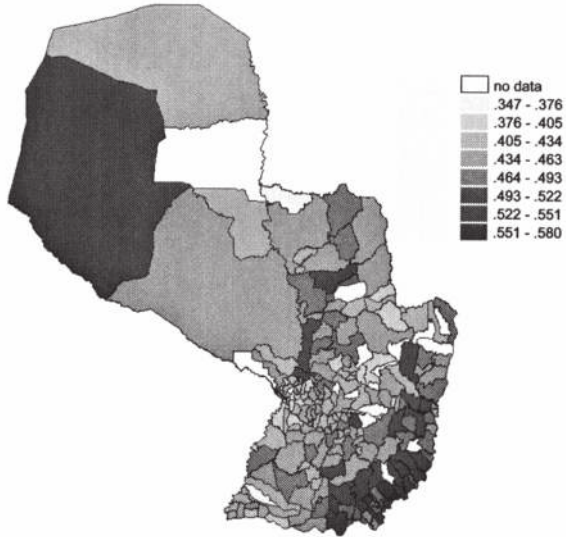 no data
.347 - .376
.376 - .405
.405 - .434
.434 - .463
.464 - .493
.493 - .522
.522 - .551
.551 - .580